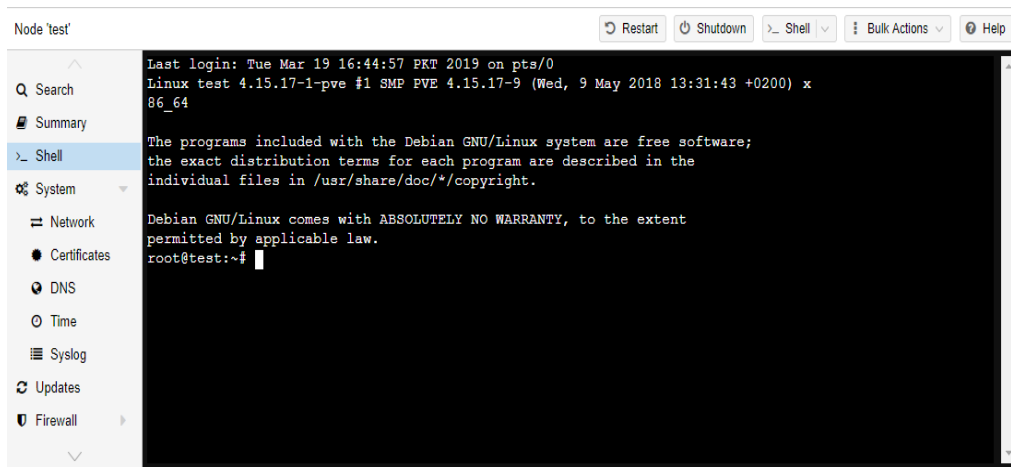 Node 'test'
Restart
Shutdown
>_ Shell
Bulk Actions
Help
Search
Summary
>_ Shell
System
Network
Certificates
DNS
Time
Syslog
Updates
Firewall
Last login: Tue Mar 19 16:44:57 PKT 2019 on pts/0
Linux test 4.15.17-1-pve #1 SMP PVE 4.15.17-9 (Wed, 9 May 2018 13:31:43 +0200) x
86_64
The programs included with the Debian GNU/Linux system are free software;
the exact distribution terms for each program are described in the
individual files in /usr/share/doc/*/copyright.
Debian GNU/Linux comes with ABSOLUTELY NO WARRANTY, to the extent
permitted by applicable law.
root@test:~#